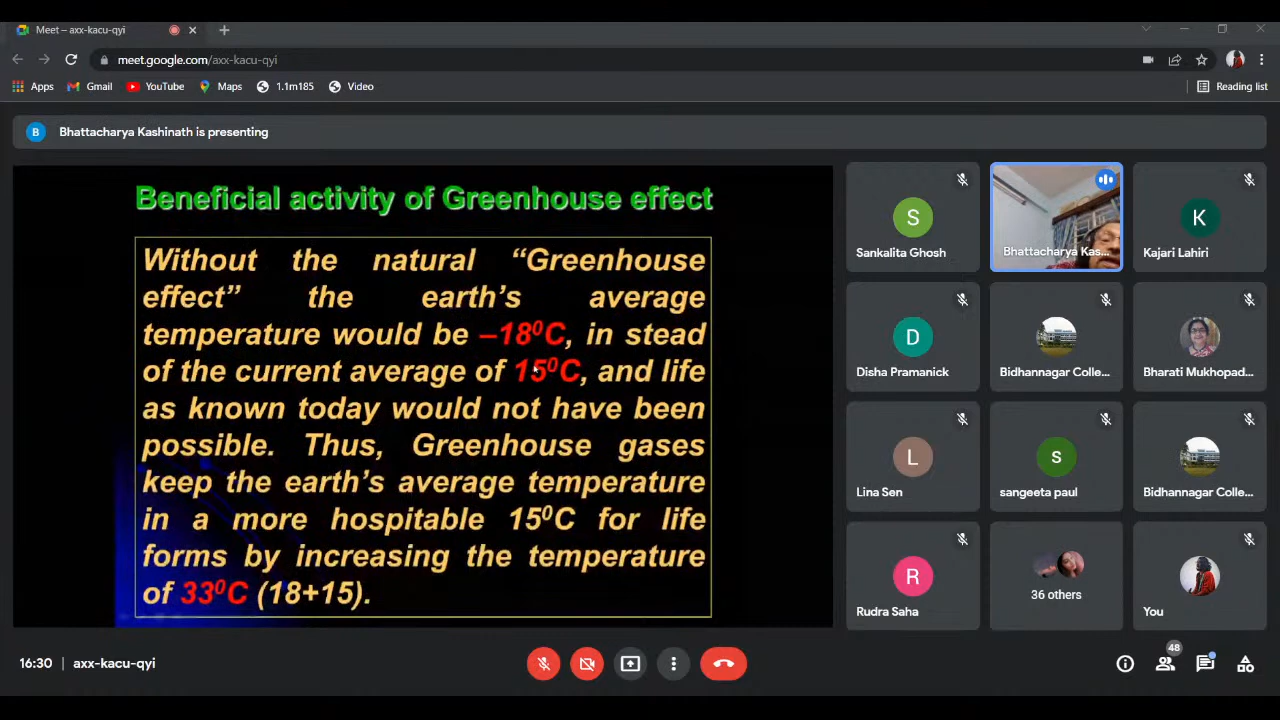 Meet – axx-kacu-qyi
meet.google.com/axx-kacu-qyi
Apps Gmail YouTube Maps 1.1m185 Video Reading list
B Bhattacharya Kashinath is presenting
Beneficial activity of Greenhouse effect
Without the natural “Greenhouse
effect” the earth’s average
temperature would be –18⁰C, in stead
of the current average of 15⁰C, and life
as known today would not have been
possible. Thus, Greenhouse gases
keep the earth’s average temperature
in a more hospitable 15⁰C for life
forms by increasing the temperature
of 33⁰C (18+15).
S
Sankalita Ghosh
Bhattacharya Kas...
K
Kajari Lahiri
D
Disha Pramanick
Bidhannagar Colle...
Bharati Mukhopad...
L
Lina Sen
s
sangeeta paul
Bidhannagar Colle...
R
Rudra Saha
36 others
You
16:30 | axx-kacu-qyi
48